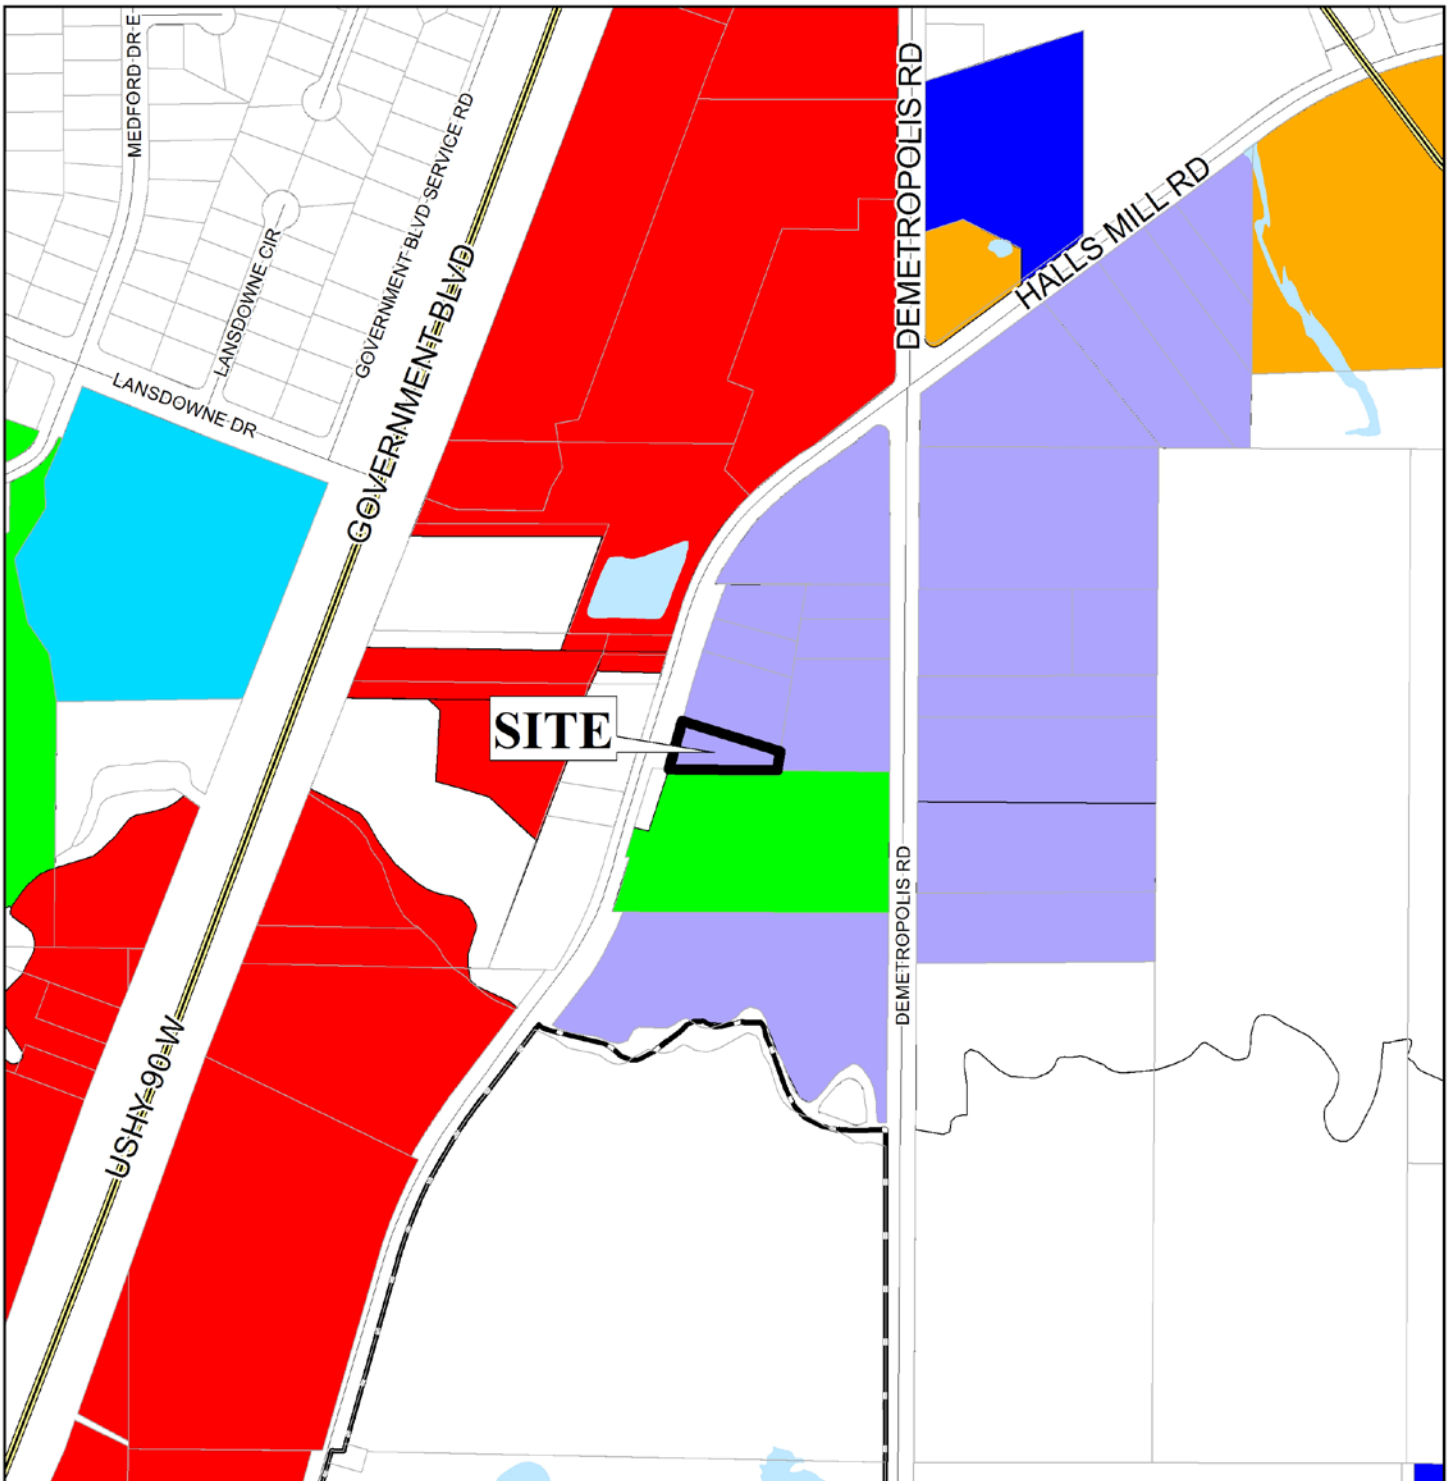 MEDFORD DR E
DEMETROPOLIS RD
GOVERNMENT BLVD SERVICE RD
HALLS MILL RD
LANSDOWNE CIR
GOVERNMENT BLVD
LANSDOWNE DR
SITE
DEMETROPOLIS RD
USHY 90 W